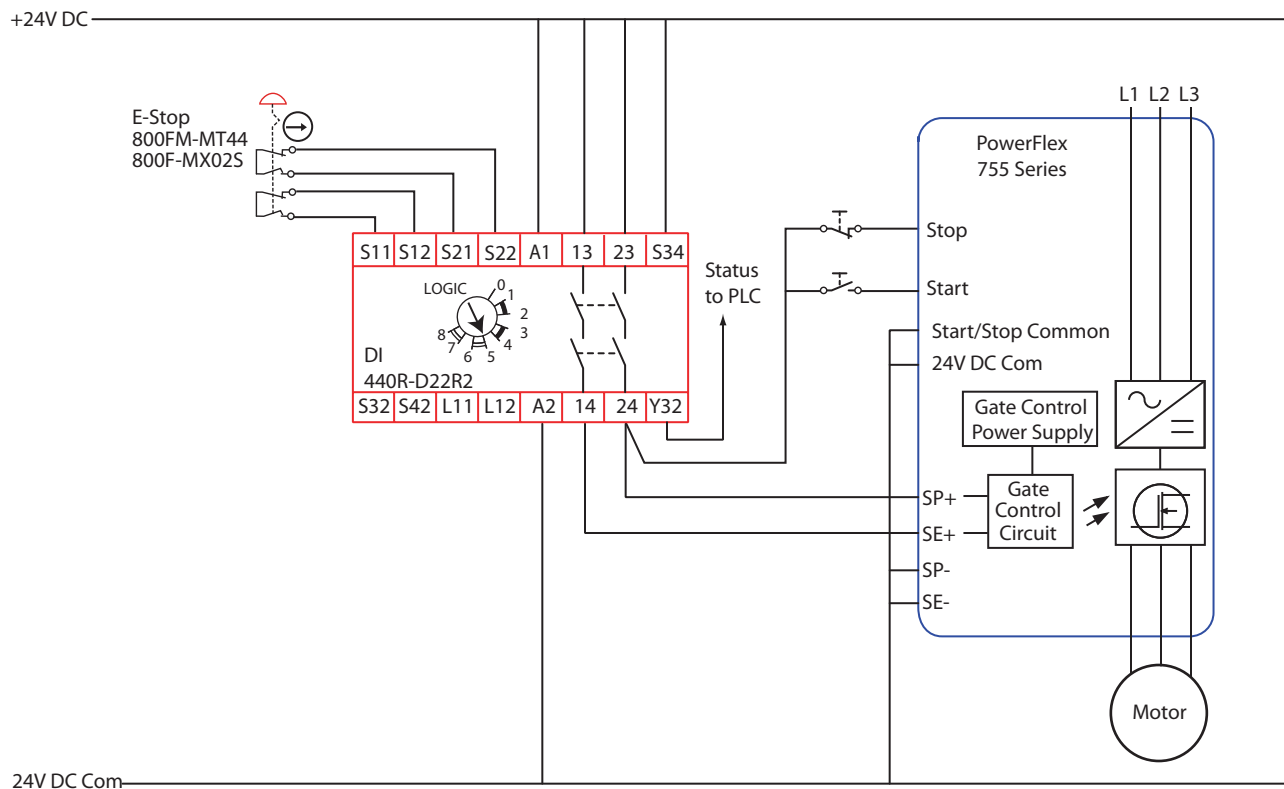 +24V DC
E-Stop
800FM-MT44
800F-MX02S
L1 L2 L3
PowerFlex
755 Series
S11 S12 S21 S22 A1 13 23 S34
Status
to PLC
Stop
Start
Start/Stop Common
24V DC Com
LOGIC
0
1
2
3
4
5
6
7
8
DI
440R-D22R2
S32 S42 L11 L12 A2 14 24 Y32
Gate Control
Power Supply
Gate
Control
Circuit
SP+
SE+
SP-
SE-
Motor
24V DC Com